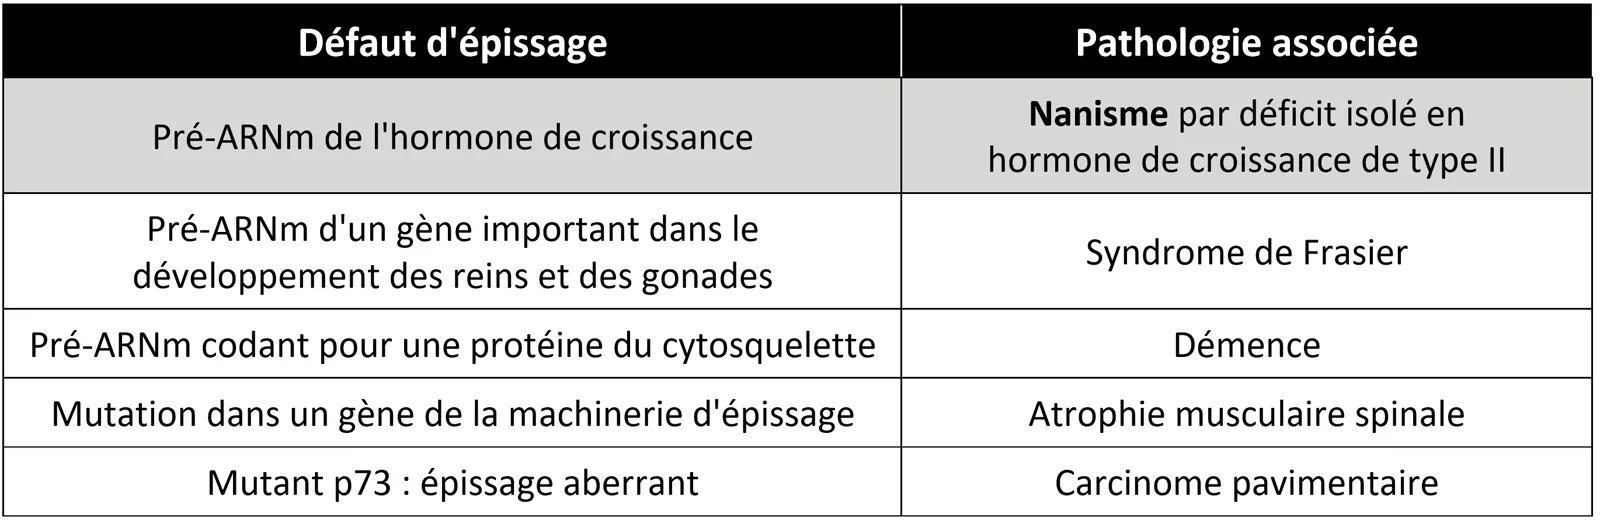 Défaut d'épissage
Pathologie associée
Pré-ARNm de l'hormone de croissance
Nanisme par déficit isolé en
hormone de croissance de type II
Pré-ARNm d'un gène important dans le
développement des reins et des gonades
Syndrome de Frasier
Pré-ARNm codant pour une protéine du cytosquelette
Démence
Mutation dans un gène de la machinerie d'épissage
Atrophie musculaire spinale
Mutant p73 : épissage aberrant
Carcinome pavimentaire